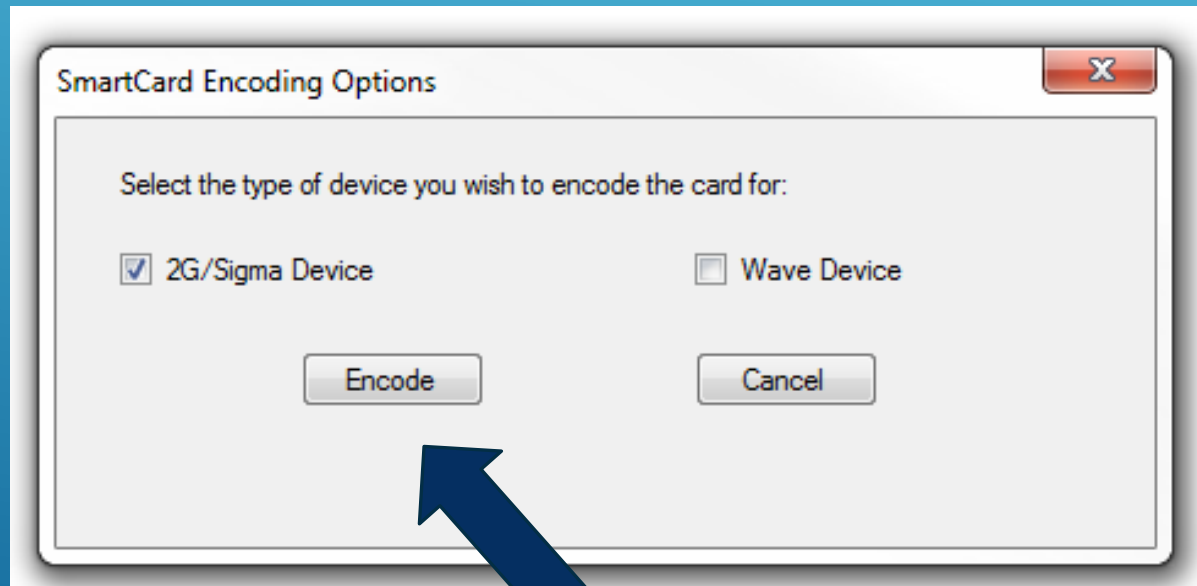 SmartCard Encoding Options
Select the type of device you wish to encode the card for:
2G/Sigma Device Wave Device
Encode Cancel